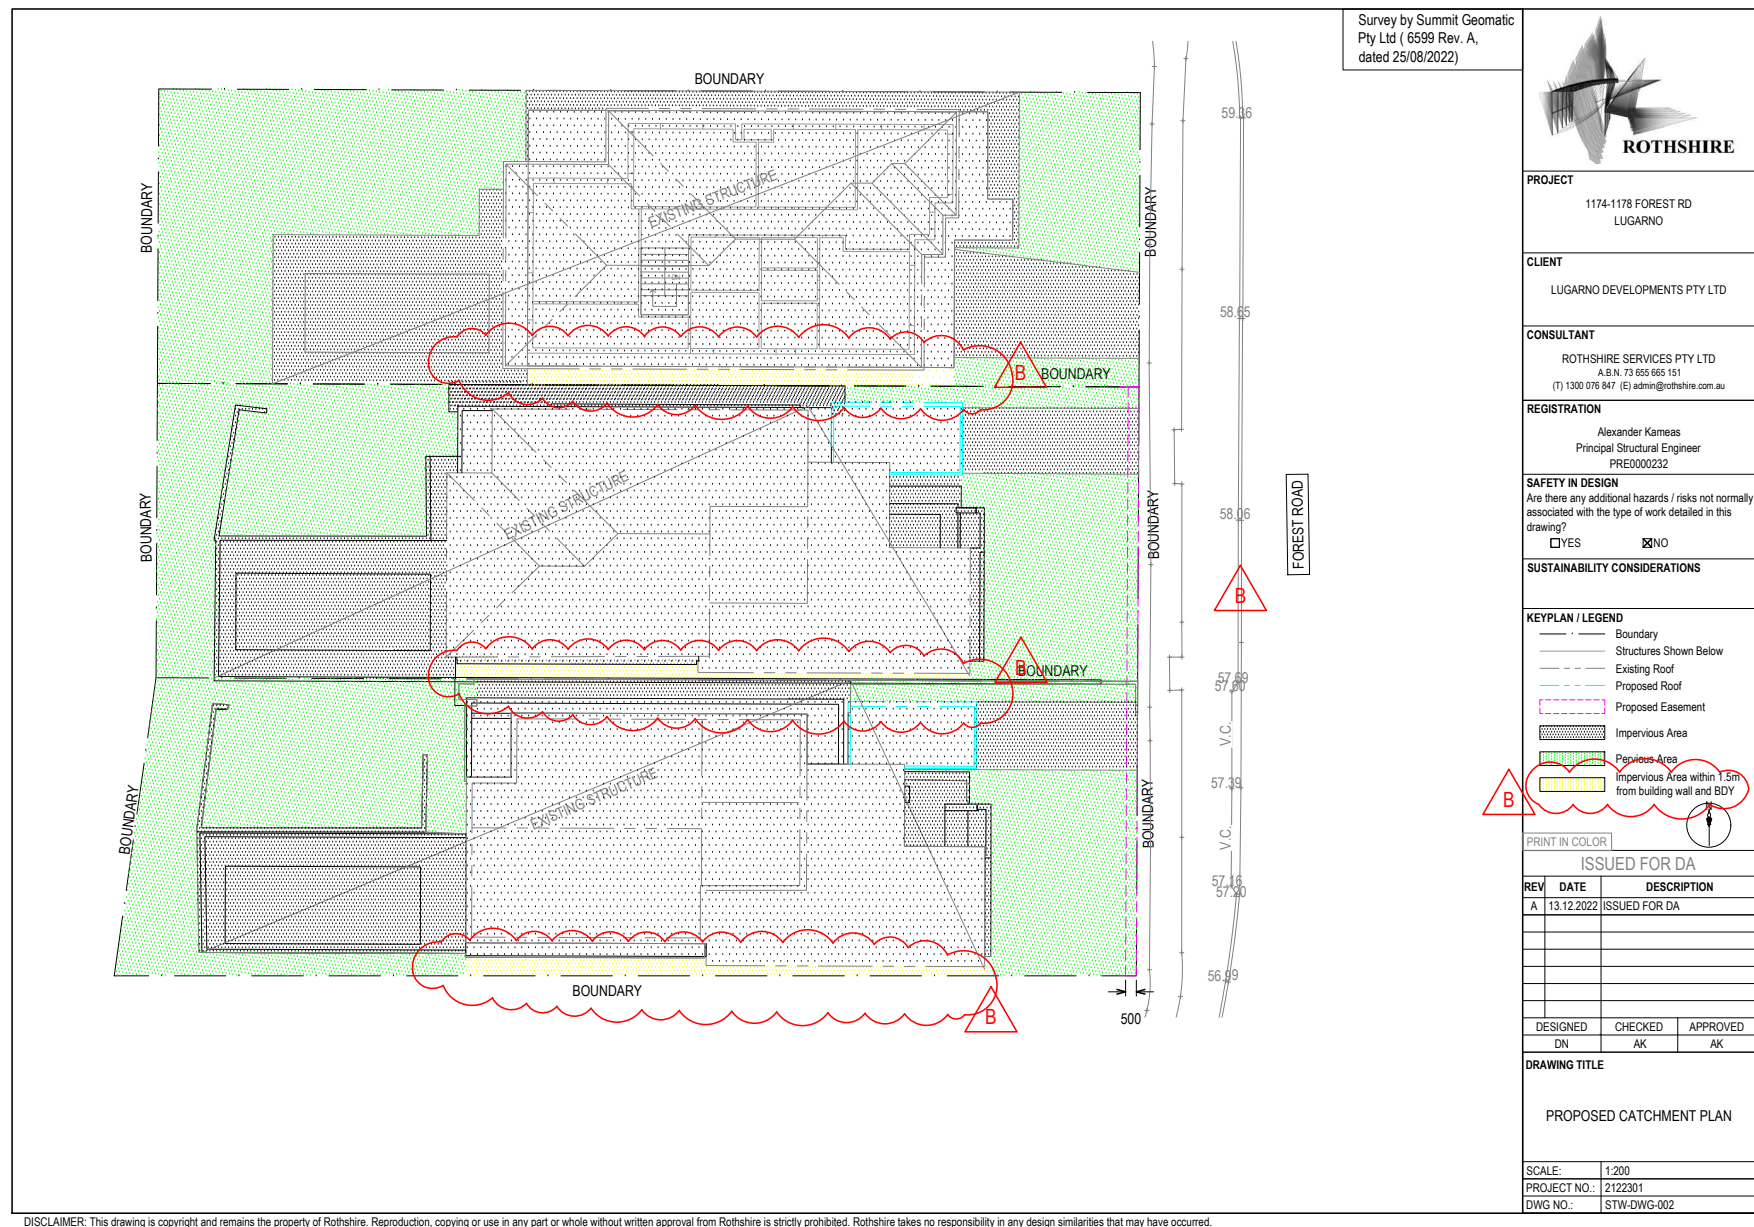 Survey by Summit Geomatic
Pty Ltd ( 6599 Rev. A,
dated 25/08/2022)
BOUNDARY
BOUNDARY
BOUNDARY
EXISTING STRUCTURE
59.36
58.65
B
BOUNDARY
BOUNDARY
BOUNDARY
EXISTING STRUCTURE
58.06
FOREST ROAD
B
B
BOUNDARY
57.69
57.60
V.C.
BOUNDARY
BOUNDARY
EXISTING STRUCTURE
57.39
V.C.
57.16
57.20
56.99
BOUNDARY
B
500
ROTHSHIRE
PROJECT
1174-1178 FOREST RD
LUGARNO
CLIENT
LUGARNO DEVELOPMENTS PTY LTD
CONSULTANT
ROTHSHIRE SERVICES PTY LTD
A.B.N. 73 655 665 151
(T) 1300 076 847 (E) admin@rothshire.com.au
REGISTRATION
Alexander Kameas
Principal Structural Engineer
PRE0000232
SAFETY IN DESIGN
Are there any additional hazards / risks not normally
associated with the type of work detailed in this
drawing?
YES NO
SUSTAINABILITY CONSIDERATIONS
KEYPLAN / LEGEND
Boundary
Structures Shown Below
Existing Roof
Proposed Roof
Proposed Easement
Impervious Area
Pervious Area
Impervious Area within 1.5m
from building wall and BDY
B
N
PRINT IN COLOR
ISSUED FOR DA
REV DATE DESCRIPTION
A 13.12.2022 ISSUED FOR DA
DESIGNED CHECKED APPROVED
DN AK AK
DRAWING TITLE
PROPOSED CATCHMENT PLAN
SCALE: 1:200
PROJECT NO.: 2122301
DWG NO.: STW-DWG-002
DISCLAIMER: This drawing is copyright and remains the property of Rothshire. Reproduction, copying or use in any part or whole without written approval from Rothshire is strictly prohibited. Rothshire takes no responsibility in any design similarities that may have occurred.